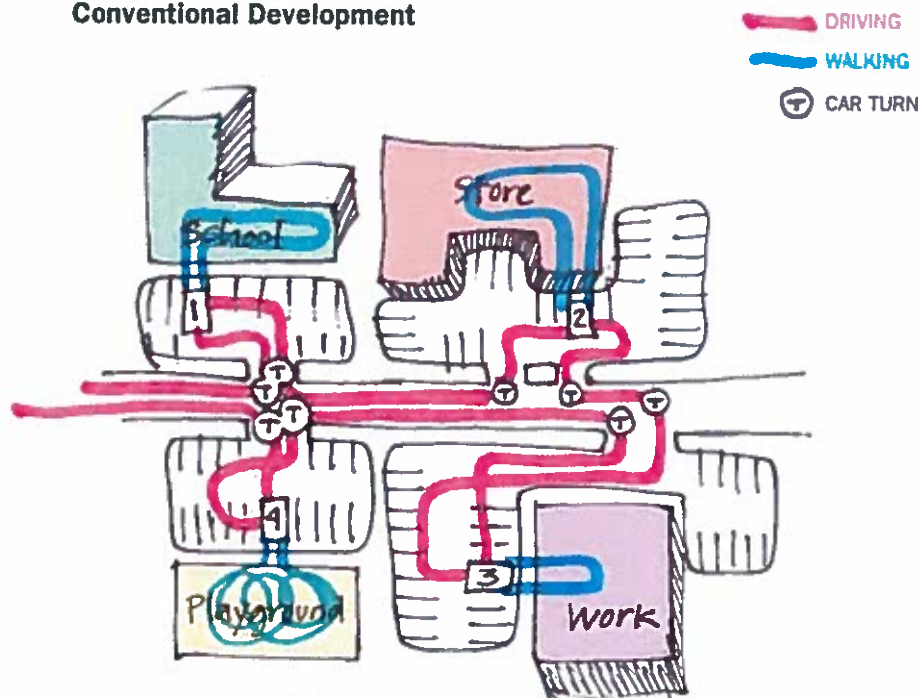 Conventional Development
DRIVING
WALKING
T CAR TURN
School
Store
1
2
T
T
T
T
T
T
T
T
4
3
Playground
Work